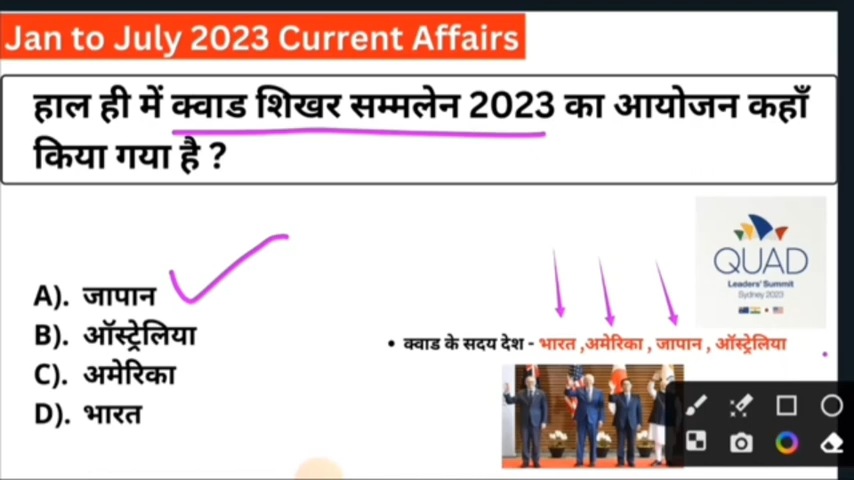 Jan to July 2023 Current Affairs
हाल ही में क्वाड शिखर सम्मलेन 2023 का आयोजन कहाँ
किया गया है ?
QUAD
Leaders' Summit
Sydney 2023
A). जापान
B). ऑस्ट्रेलिया
C). अमेरिका
D). भारत
• क्वाड के सदय देश - भारत ,अमेरिका , जापान , ऑस्ट्रेलिया